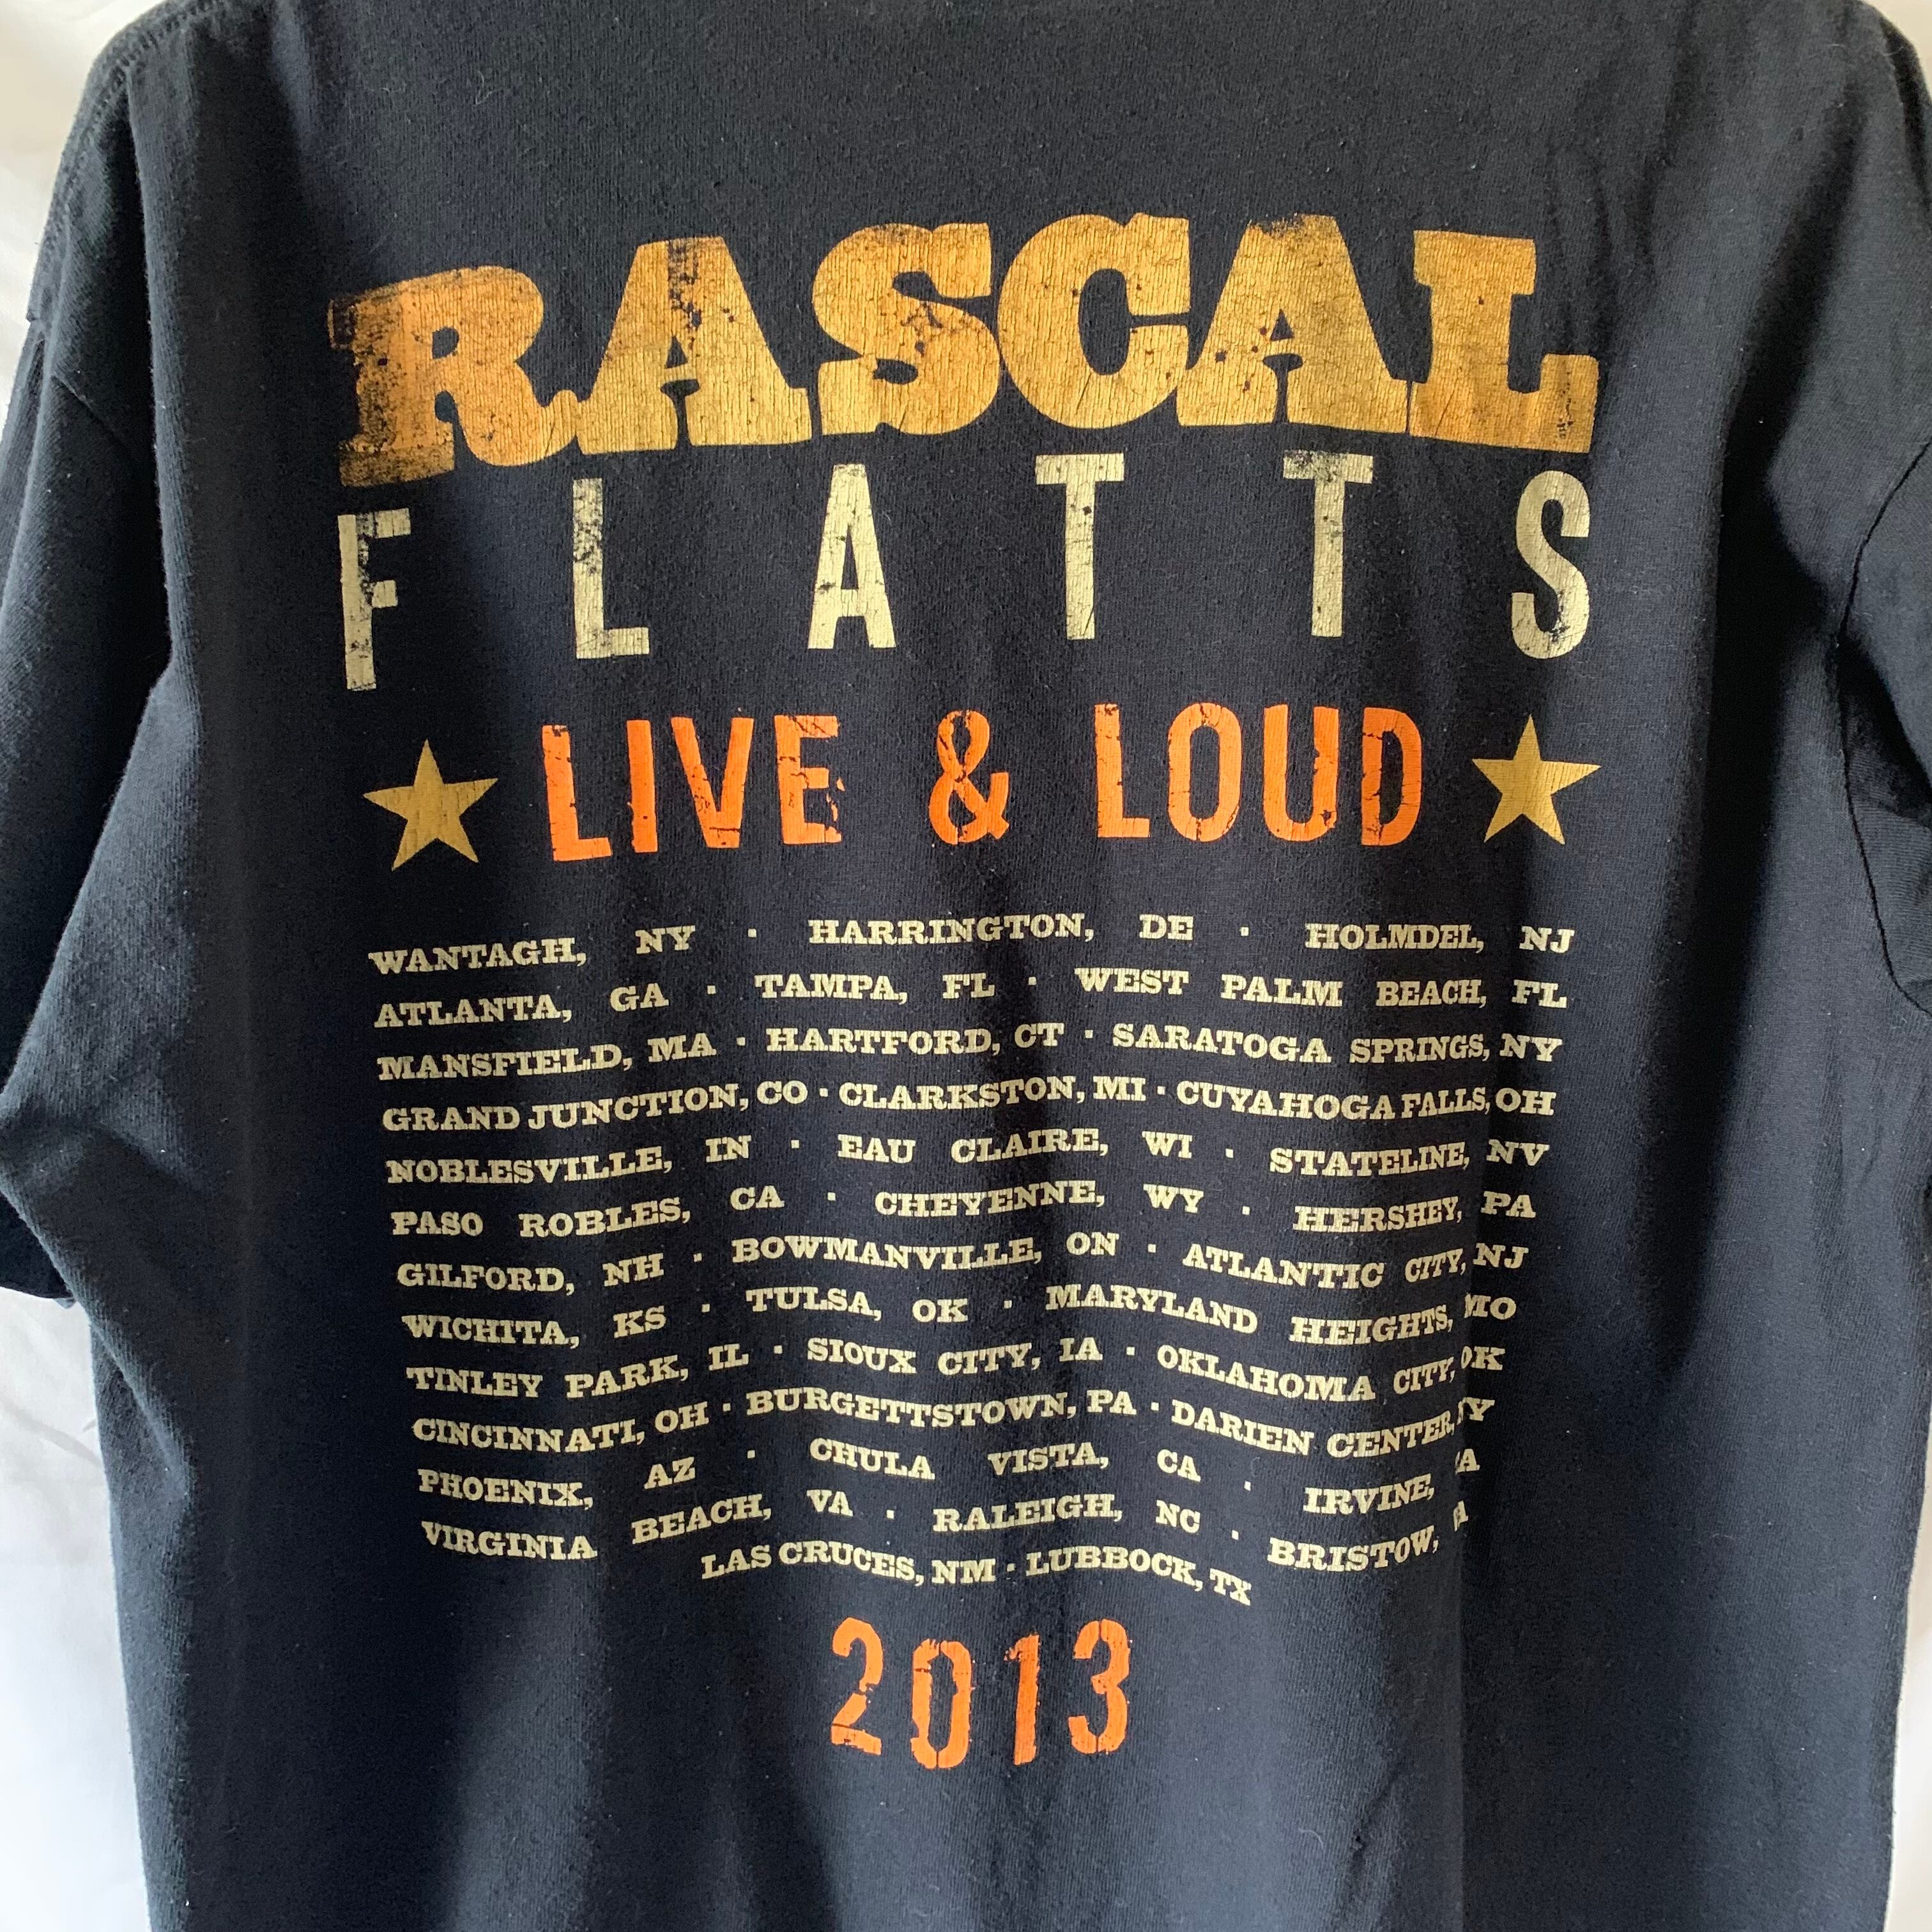 RASCAL
FLATTS
LIVE & LOUD
WANTAGH, NY · HARRINGTON, DE · HOLMDEL, NJ
ATLANTA, GA · TAMPA, FL · WEST PALM BEACH, FL
MANSFIELD, MA · HARTFORD, CT · SARATOGA SPRINGS, NY
GRAND JUNCTION, CO · CLARKSTON, MI · CUYAHOGA FALLS, OH
NOBLESVILLE, IN · EAU CLAIRE, WI · STATELINE, NV
PASO ROBLES, CA · CHEYENNE, WY · HERSHEY, PA
GILFORD, NH · BOWMANVILLE, ON · ATLANTIC CITY, NJ
WICHITA, KS · TULSA, OK · MARYLAND HEIGHTS, MO
TINLEY PARK, IL · SIOUX CITY, IA · OKLAHOMA CITY, OK
CINCINNATI, OH · BURGETTSTOWN, PA · DARIEN CENTER,
PHOENIX, AZ · CHULA VISTA, CA · IRVINE,
VIRGINIA BEACH, VA · RALEIGH, NC · BRISTOW,
LAS CRUCES, NM · LUBBOCK, TX
2013